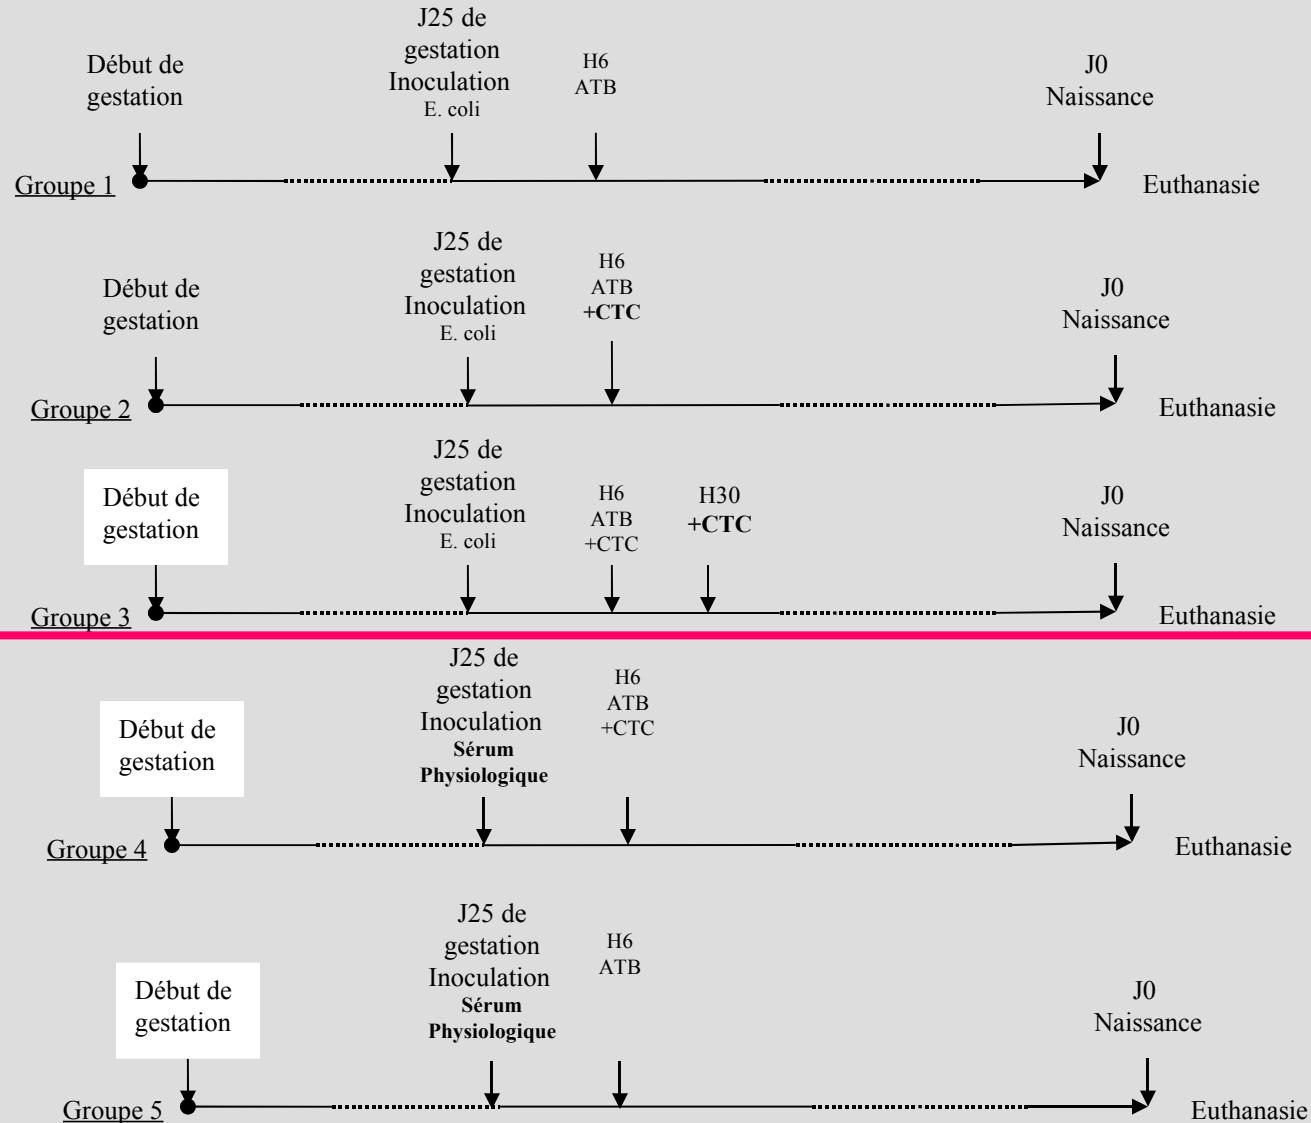 Début de
gestation
J25 de
gestation
Inoculation
E. coli
H6
ATB
J0
Naissance
Groupe 1
Euthanasie
Début de
gestation
J25 de
gestation
Inoculation
E. coli
H6
ATB
+CTC
J0
Naissance
Groupe 2
Euthanasie
Début de
gestation
J25 de
gestation
Inoculation
E. coli
H6
ATB
+CTC
H30
+CTC
J0
Naissance
Groupe 3
Euthanasie
Début de
gestation
J25 de
gestation
Inoculation
Sérum
Physiologique
H6
ATB
+CTC
J0
Naissance
Groupe 4
Euthanasie
Début de
gestation
J25 de
gestation
Inoculation
Sérum
Physiologique
H6
ATB
J0
Naissance
Groupe 5
Euthanasie